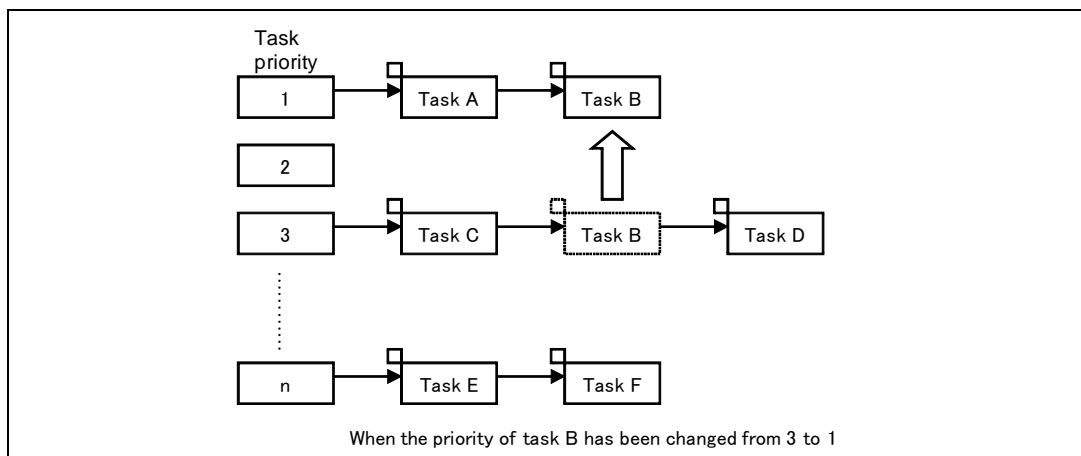 Task
priority
1 Task A Task B
2
3 Task C Task B Task D
n Task E Task F
When the priority of task B has been changed from 3 to 1